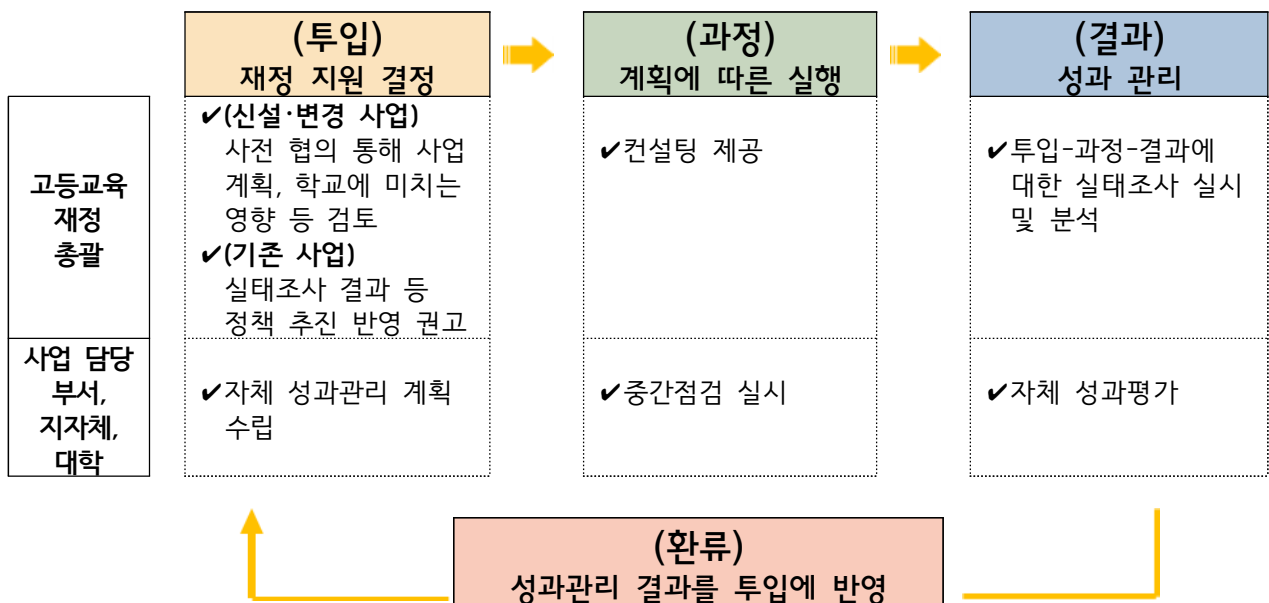 (투입)
재정 지원 결정
(과정)
계획에 따른 실행
(결과)
성과 관리
고등교육
재정
총괄
✔(신설·변경 사업)
사전 협의 통해 사업
계획, 학교에 미치는
영향 등 검토
✔(기존 사업)
실태조사 결과 등
정책 추진 반영 권고
✔컨설팅 제공
✔투입-과정-결과에
대한 실태조사 실시
및 분석
사업 담당
부서,
지자체,
대학
✔자체 성과관리 계획
수립
✔중간점검 실시
✔자체 성과평가
(환류)
성과관리 결과를 투입에 반영